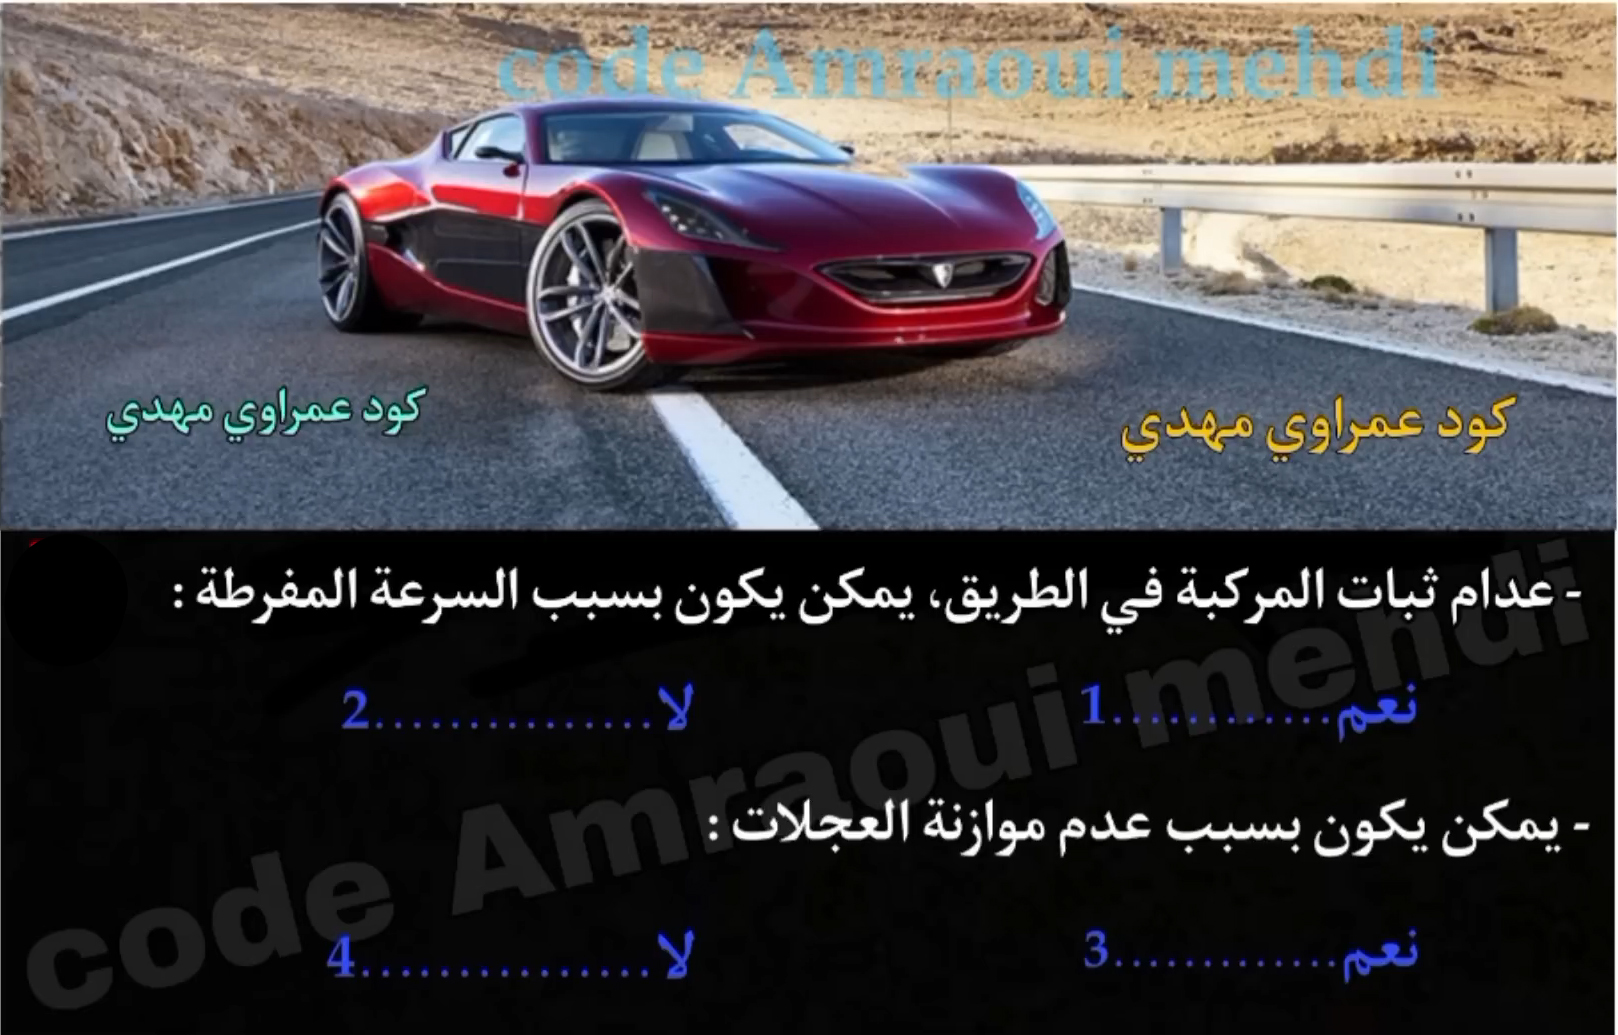 code Amraoui mehdi
كود عمراوي مهدي
كود عمراوي مهدي
- عدام ثبات المركبة في الطريق، يمكن يكون بسبب السرعة المفرطة :
نعم............1 لا...............2
- يمكن يكون بسبب عدم موازنة العجلات :
نعم.............3 لا................4
code Amraoui mehdi